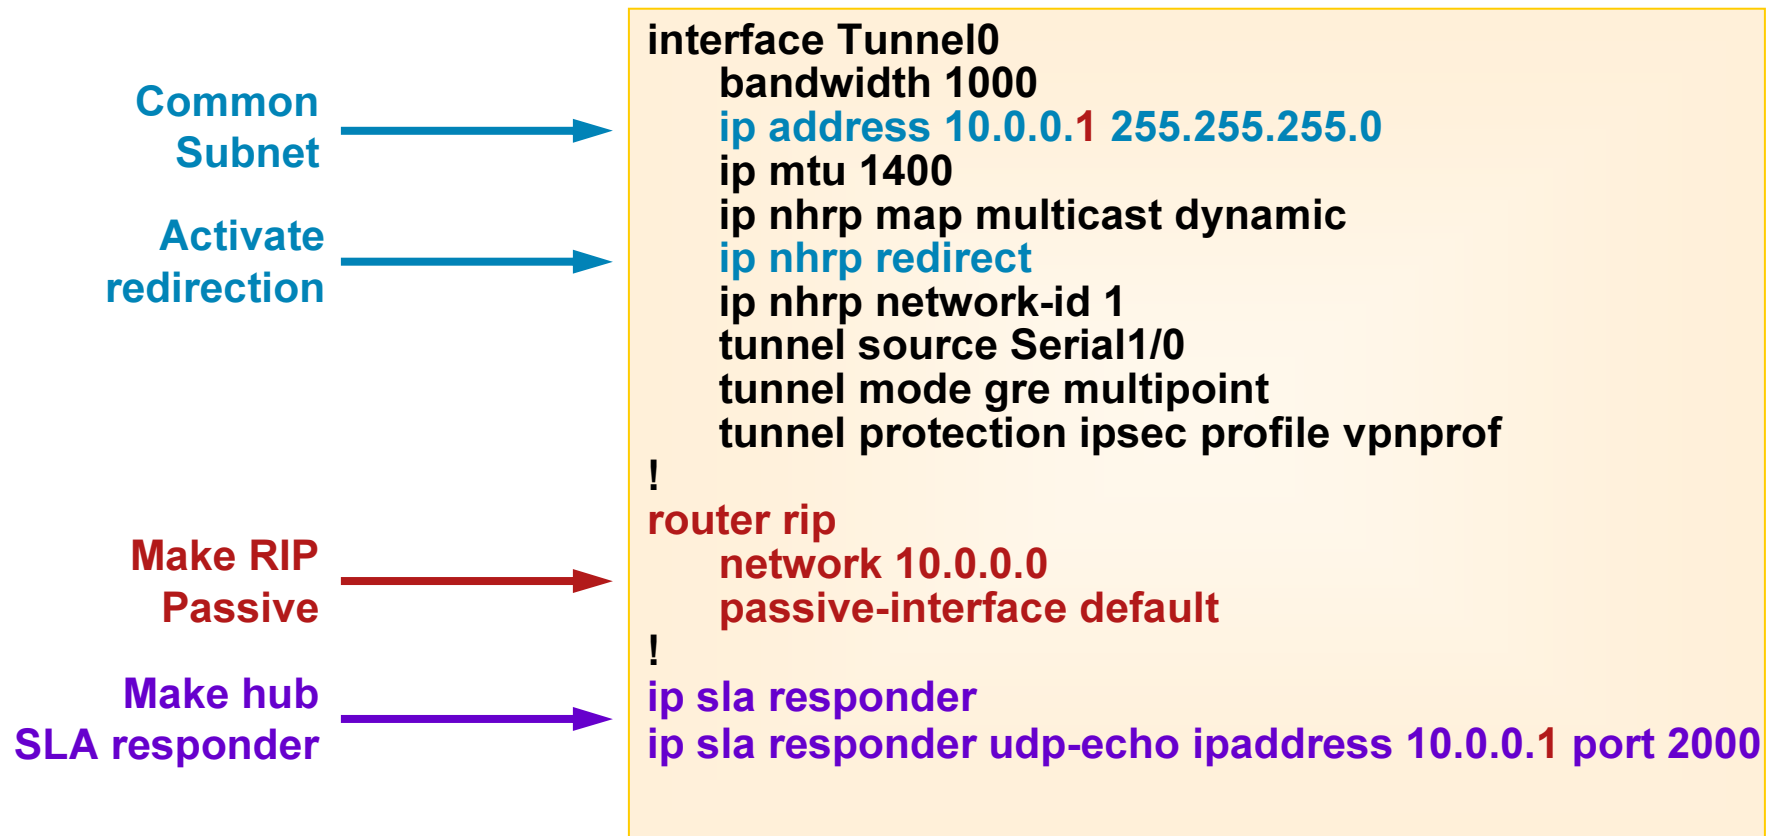 interface Tunnel0
bandwidth 1000
Common
Subnet
ip address 10.0.0.1 255.255.255.0
ip mtu 1400
ip nhrp map multicast dynamic
Activate
redirection
ip nhrp redirect
ip nhrp network-id 1
tunnel source Serial1/0
tunnel mode gre multipoint
tunnel protection ipsec profile vpnprof
!
router rip
Make RIP
Passive
network 10.0.0.0
passive-interface default
!
Make hub
SLA responder
ip sla responder
ip sla responder udp-echo ipaddress 10.0.0.1 port 2000